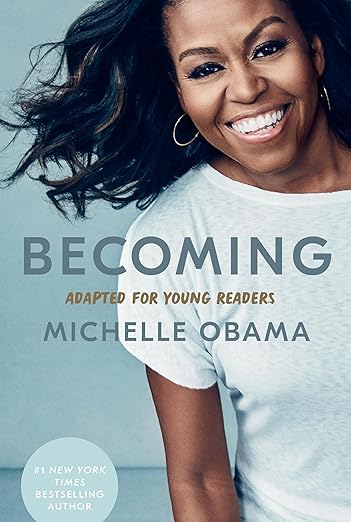 BECOMING
ADAPTED FOR YOUNG READERS
MICHELLE OBAMA
#1 NEW YORK
TIMES
BESTSELLING
AUTHOR